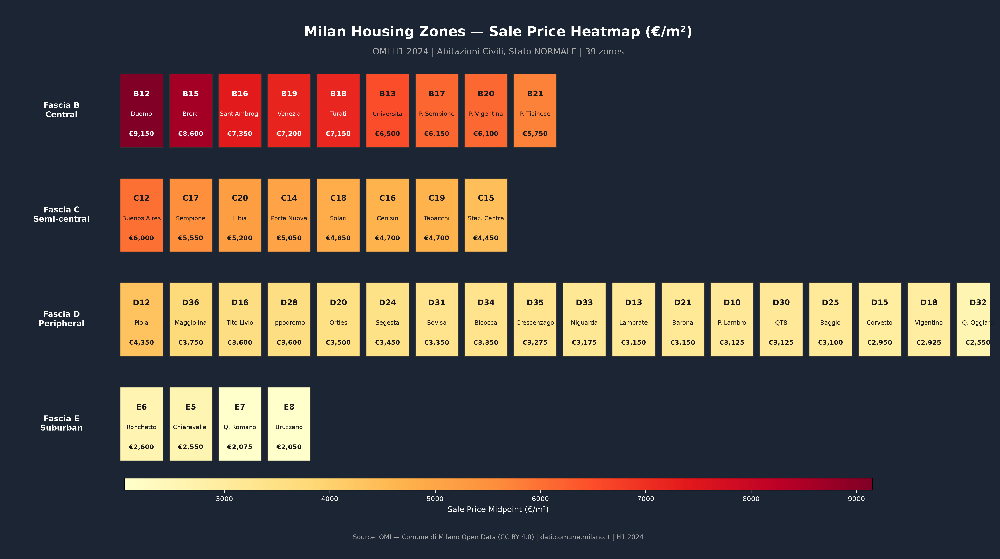 Milan Housing Zones — Sale Price Heatmap (€/m²)
OMI H1 2024 | Abitazioni Civili, Stato NORMALE | 39 zones
Fascia B
Central
B12
Duomo
€9,150
B15
Brera
€8,600
B16
Sant'Ambrogi
€7,350
B19
Venezia
€7,200
B18
Turati
€7,150
B13
Università
€6,500
B17
P. Sempione
€6,150
B20
P. Vigentina
€6,100
B21
P. Ticinese
€5,750
Fascia C
Semi-central
C12
Buenos Aires
€6,000
C17
Sempione
€5,550
C20
Libia
€5,200
C14
Porta Nuova
€5,050
C18
Solari
€4,850
C16
Cenisio
€4,700
C19
Tabacchi
€4,700
C15
Staz. Centra
€4,450
Fascia D
Peripheral
D12
Piola
€4,350
D36
Maggiolina
€3,750
D16
Tito Livio
€3,600
D28
Ippodromo
€3,600
D20
Ortles
€3,500
D24
Segesta
€3,450
D31
Bovisa
€3,350
D34
Bicocca
€3,350
D35
Crescenzago
€3,275
D33
Niguarda
€3,175
D13
Lambrate
€3,150
D21
Barona
€3,150
D10
P. Lambro
€3,125
D30
QT8
€3,125
D25
Baggio
€3,100
D15
Corvetto
€2,950
D18
Vigentino
€2,925
D32
Q. Oggiaro
€2,550
Fascia E
Suburban
E6
Ronchetto
€2,600
E5
Chiaravalle
€2,550
E7
Q. Romano
€2,075
E8
Bruzzano
€2,050
3000 4000 5000 6000 7000 8000 9000
Sale Price Midpoint (€/m²)
Source: OMI — Comune di Milano Open Data (CC BY 4.0) | dati.comune.milano.it | H1 2024